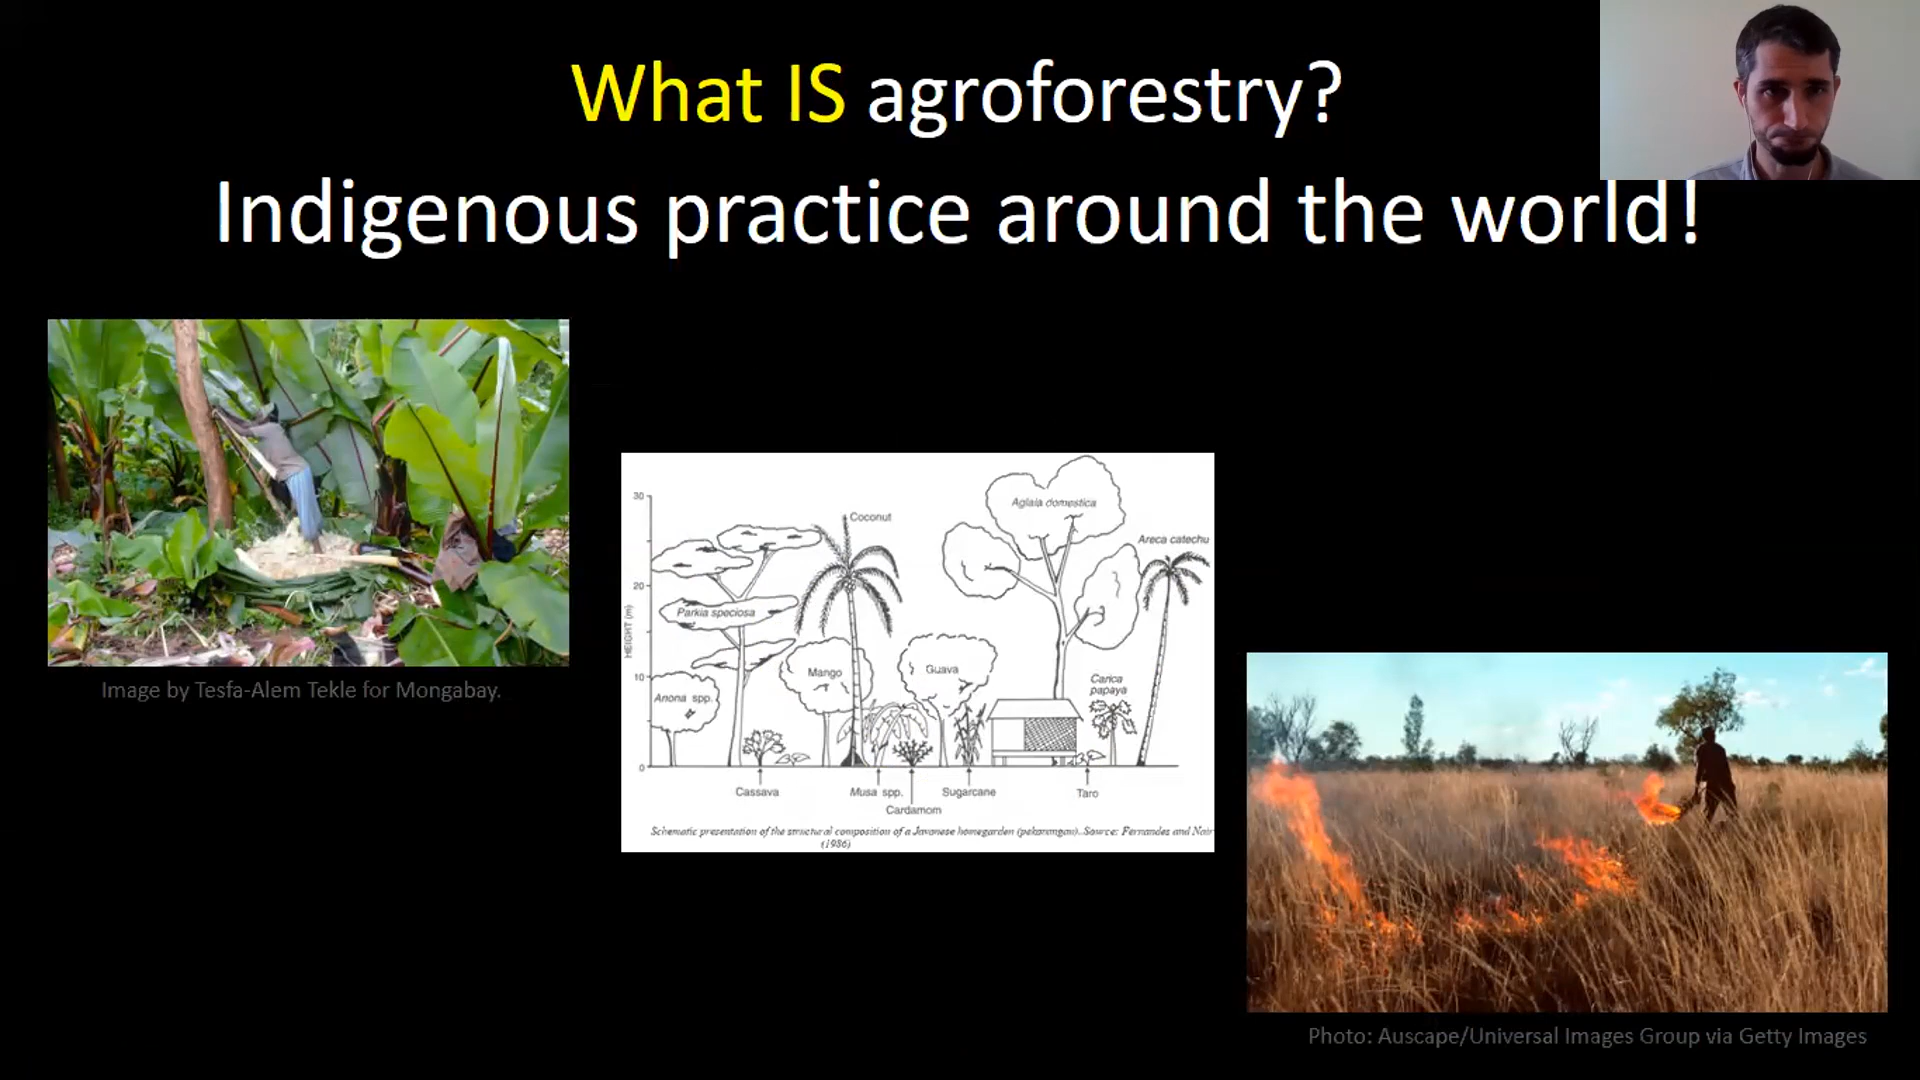 What IS agroforestry?
Indigenous practice around the world!
Image by Tesfa-Alem Tekle for Mongabay.
HEIGHT (m)
30
20
10
0
Coconut
Aglaia domestica
Areca catechu
Parkia speciosa
Mango
Guava
Carica
papaya
Anona spp.
Cassava
Musa spp.
Sugarcane
Taro
Cardamom
Schematic presentation of the structural composition of a Javanese homegarden (pekarangan)..Source: Fernandes and Nair
(1986)
Photo: Auscape/Universal Images Group via Getty Images